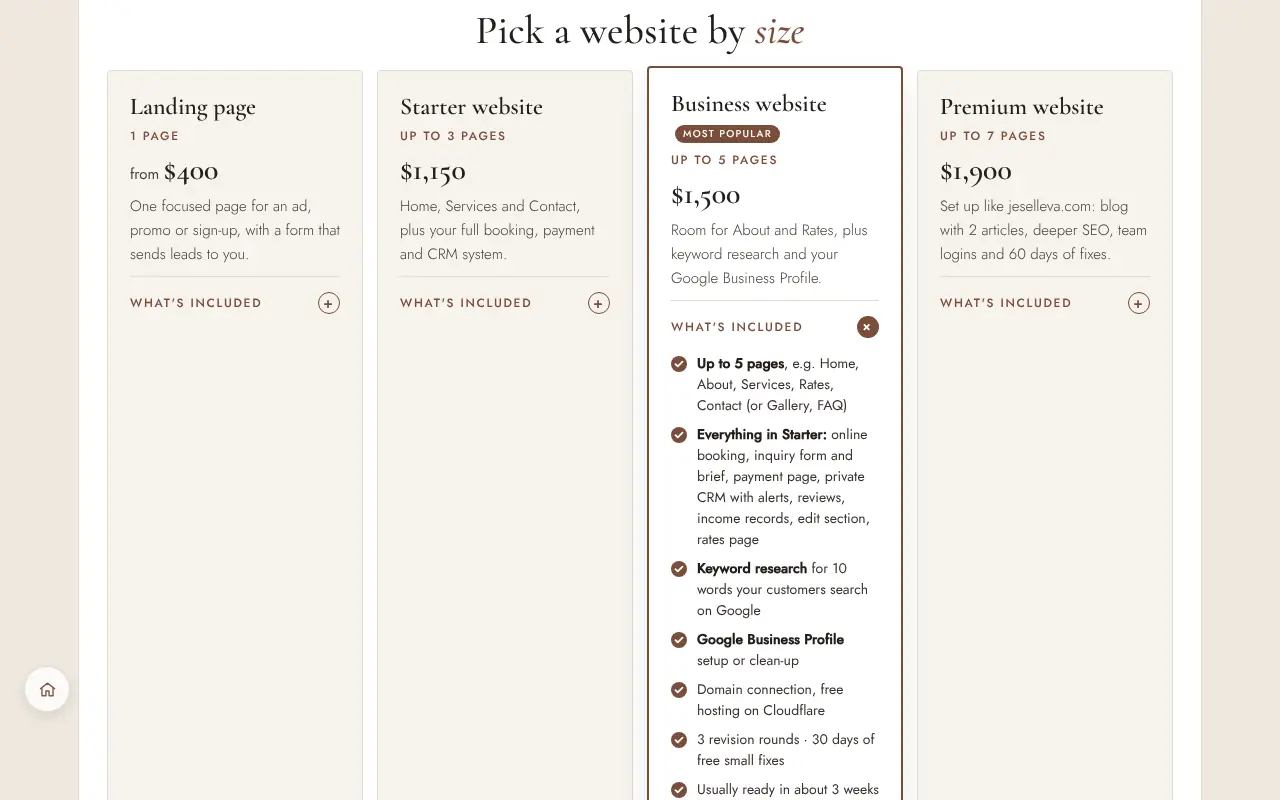 Pick a website by size
Landing page
1 PAGE
from $400
One focused page for an ad,
promo or sign-up, with a form that
sends leads to you.
WHAT'S INCLUDED
Starter website
UP TO 3 PAGES
$1,150
Home, Services and Contact,
plus your full booking, payment
and CRM system.
WHAT'S INCLUDED
Business website
MOST POPULAR
UP TO 5 PAGES
$1,500
Room for About and Rates, plus
keyword research and your
Google Business Profile.
WHAT'S INCLUDED
Up to 5 pages, e.g. Home,
About, Services, Rates,
Contact (or Gallery, FAQ)
Everything in Starter: online
booking, inquiry form and
brief, payment page, private
CRM with alerts, reviews,
income records, edit section,
rates page
Keyword research for 10
words your customers search
on Google
Google Business Profile
setup or clean-up
Domain connection, free
hosting on Cloudflare
3 revision rounds · 30 days of
free small fixes
Usually ready in about 3 weeks
Premium website
UP TO 7 PAGES
$1,900
Set up like jeselleva.com: blog
with 2 articles, deeper SEO, team
logins and 60 days of fixes.
WHAT'S INCLUDED